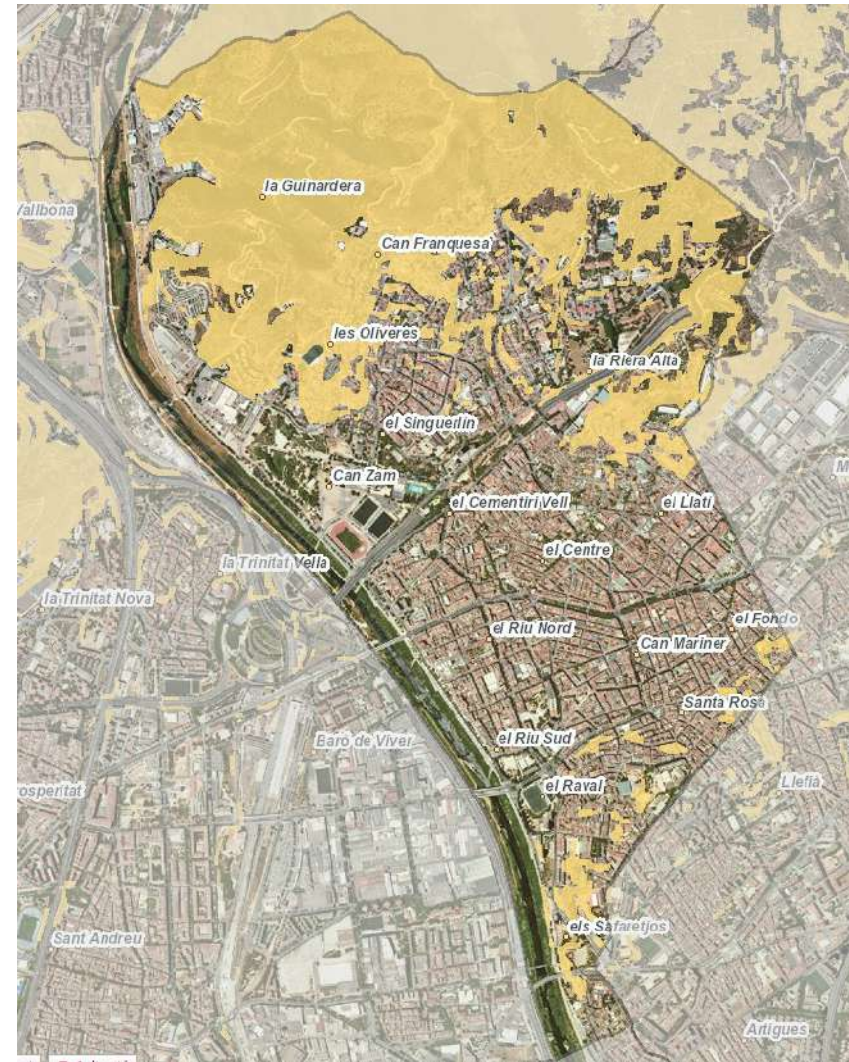 la Guinardera
Vallbona
Can Franquesa
les Oliveres
la Riera Alta
el Singuerlín
Can Zam
el Cementiri Vell
el Llatí
el Centre
la Trinitat Vella
la Trinitat Nova
el Fondo
el Riu Nord
Can Mariner
Santa Rosa
el Riu Sud
Baró de Viver
Llefià
el Raval
rosperitat
els Safaretjos
Sant Andreu
Artigues